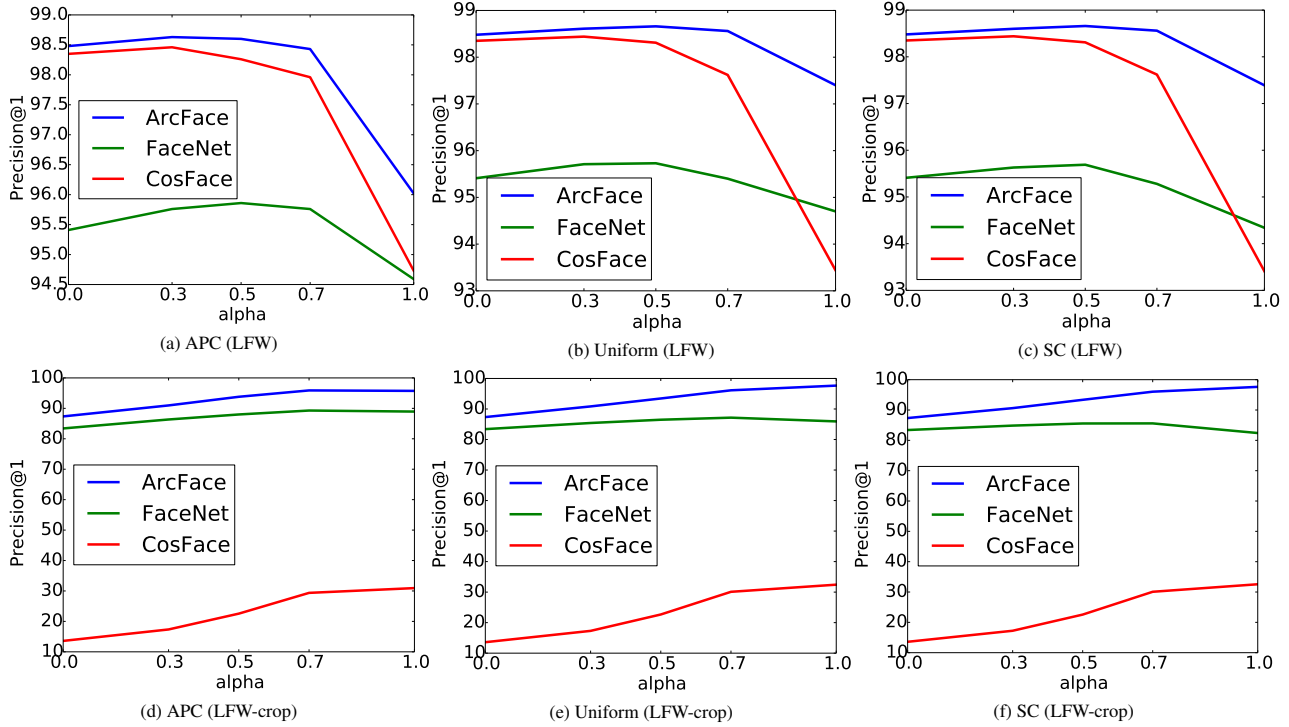 99.0
98.5
98.0
97.5
97.0
96.5
96.0
95.5
95.0
94.5
Precision@1
ArcFace
FaceNet
CosFace
0.0 0.3 0.5 0.7 1.0
alpha
(a) APC (LFW)
99
98
97
96
95
94
93
Precision@1
ArcFace
FaceNet
CosFace
0.0 0.3 0.5 0.7 1.0
alpha
(b) Uniform (LFW)
99
98
97
96
95
94
93
Precision@1
ArcFace
FaceNet
CosFace
0.0 0.3 0.5 0.7 1.0
alpha
(c) SC (LFW)
100
90
80
70
60
50
40
30
20
10
Precision@1
ArcFace
FaceNet
CosFace
0.0 0.3 0.5 0.7 1.0
alpha
(d) APC (LFW-crop)
100
90
80
70
60
50
40
30
20
10
Precision@1
ArcFace
FaceNet
CosFace
0.0 0.3 0.5 0.7 1.0
alpha
(e) Uniform (LFW-crop)
100
90
80
70
60
50
40
30
20
10
Precision@1
ArcFace
FaceNet
CosFace
0.0 0.3 0.5 0.7 1.0
alpha
(f) SC (LFW-crop)